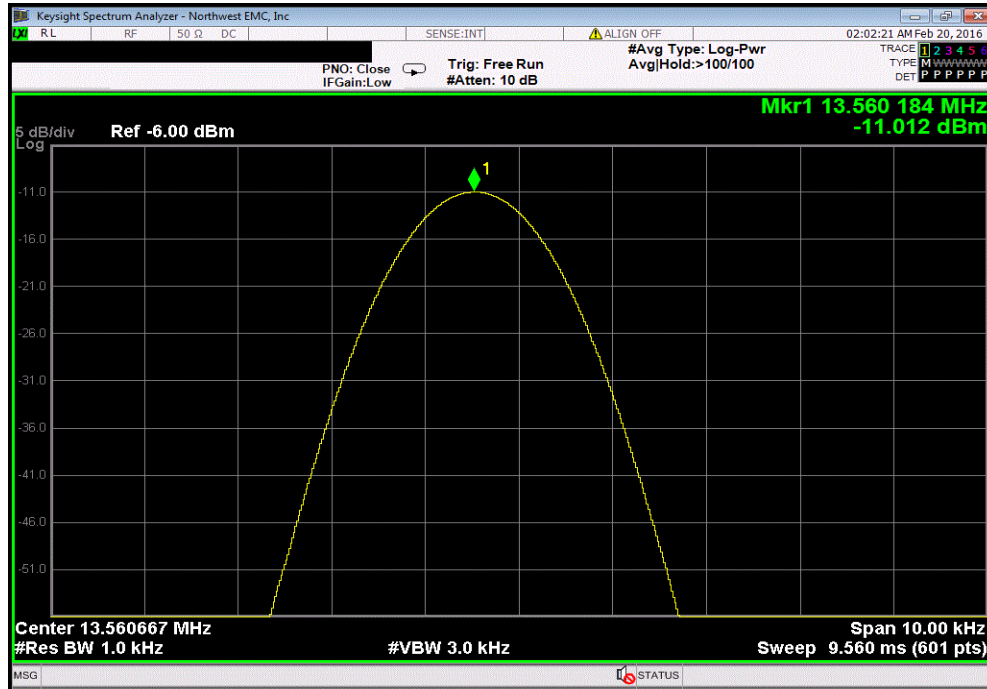 Keysight Spectrum Analyzer - Northwest EMC, Inc
LXI RL RF 50 Ω DC SENSE:INT ALIGN OFF 02:02:21 AM Feb 20, 2016
PNO: Close
IFGain:Low
Trig: Free Run
#Atten: 10 dB
#Avg Type: Log-Pwr
Avg|Hold:>100/100
TRACE 1 2 3 4 5 6
TYPE M WWWWW
DET P P P P P P
Mkr1 13.560 184 MHz
-11.012 dBm
5 dB/div Ref -6.00 dBm
Log
1
-11.0
-16.0
-21.0
-26.0
-31.0
-36.0
-41.0
-46.0
-51.0
Center 13.560667 MHz Span 10.00 kHz
#Res BW 1.0 kHz #VBW 3.0 kHz Sweep 9.560 ms (601 pts)
MSG STATUS